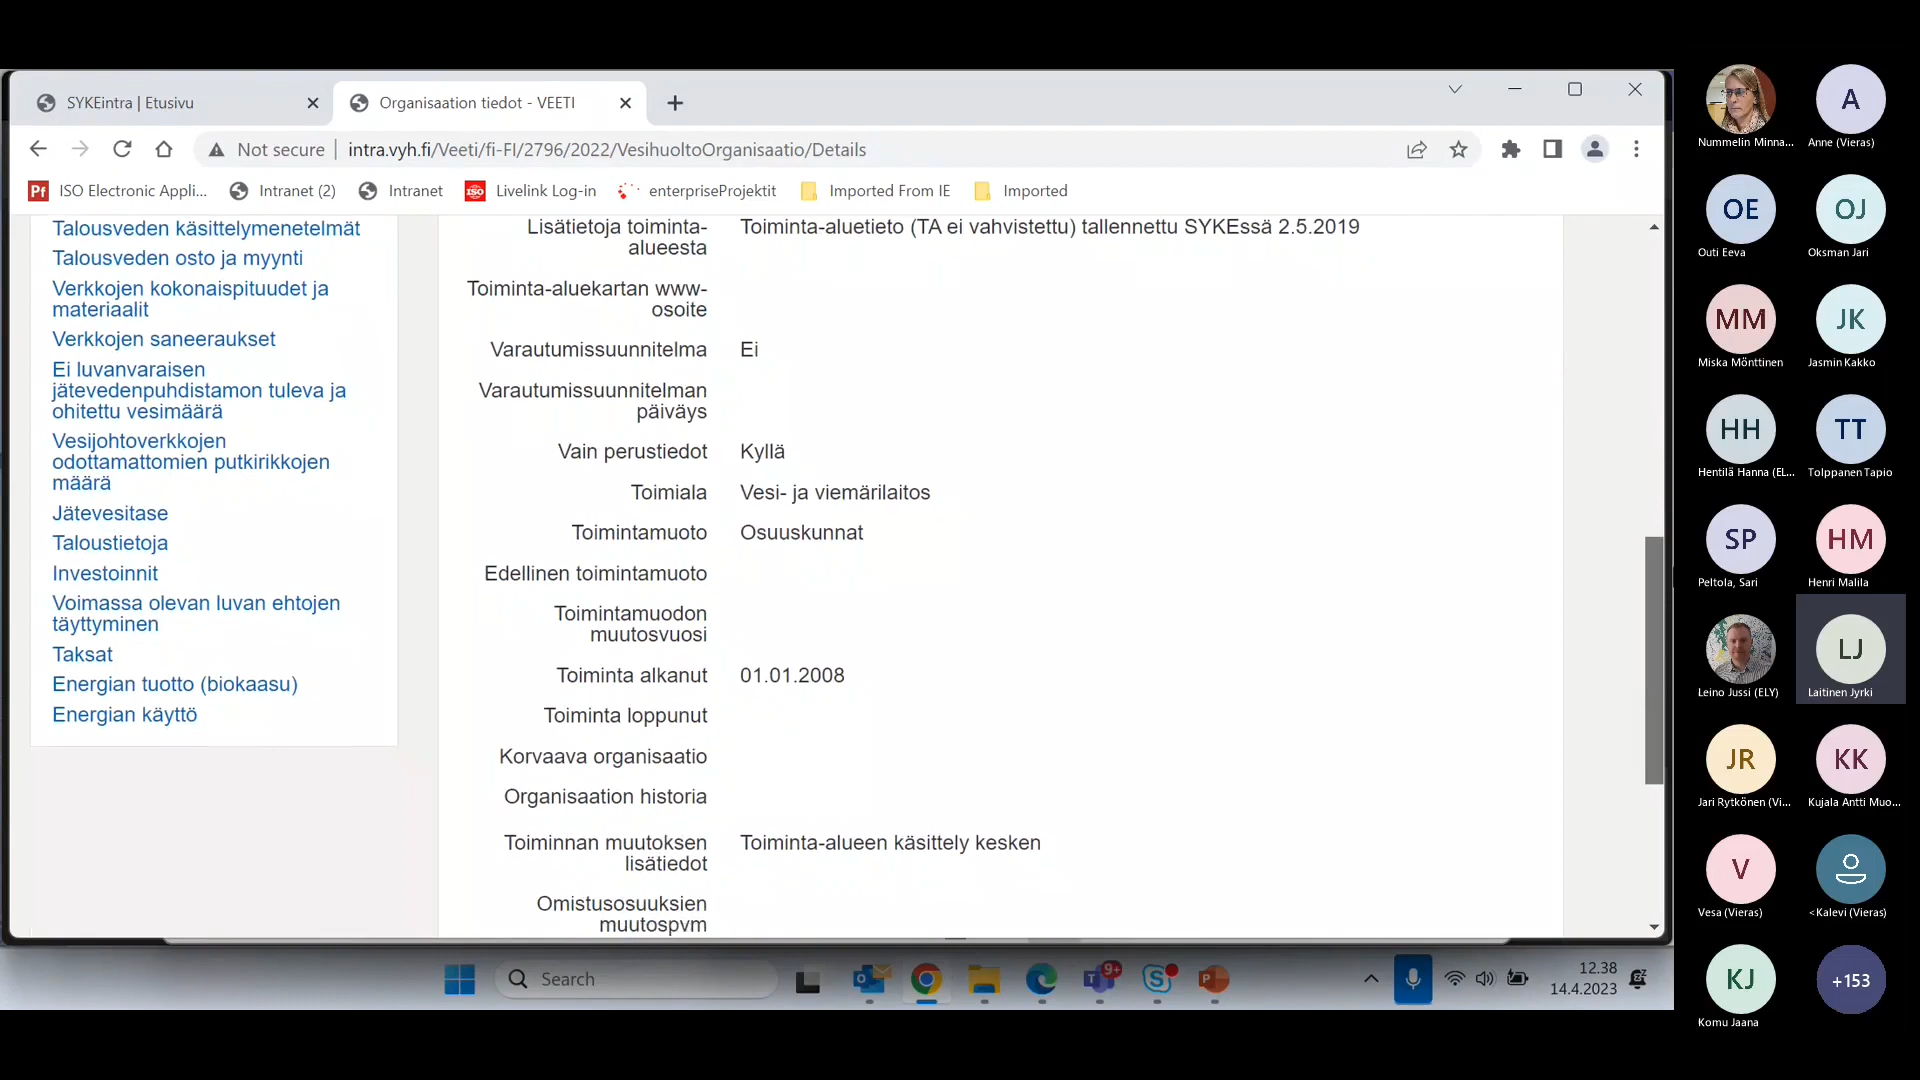 SYKEintra | Etusivu
Organisaation tiedot - VEETI
Not secure
intra.vyh.fi/Veeti/fi-FI/2796/2022/VesihuoltoOrganisaatio/Details
Pf ISO Electronic Appli...
Intranet (2)
Intranet
ISO Livelink Log-in
enterpriseProjektit
Imported From IE
Imported
Talousveden käsittelymenetelmät
Talousveden osto ja myynti
Verkkojen kokonaispituudet ja
materiaalit
Verkkojen saneeraukset
Ei luvanvaraisen
jätevedenpuhdistamon tuleva ja
ohitettu vesimäärä
Vesijohtoverkkojen
odottamattomien putkirikkojen
määrä
Jätevesitase
Taloustietoja
Investoinnit
Voimassa olevan luvan ehtojen
täyttyminen
Taksat
Energian tuotto (biokaasu)
Energian käyttö
Lisätietoja toiminta-
alueesta
Toiminta-aluetieto (TA ei vahvistettu) tallennettu SYKEssä 2.5.2019
Toiminta-aluekartan www-
osoite
Varautumissuunnitelma Ei
Varautumissuunnitelman
päiväys
Vain perustiedot Kyllä
Toimiala Vesi- ja viemärilaitos
Toimintamuoto Osuuskunnat
Edellinen toimintamuoto
Toimintamuodon
muutosvuosi
Toiminta alkanut 01.01.2008
Toiminta loppunut
Korvaava organisaatio
Organisaation historia
Toiminnan muutoksen
lisätiedot
Toiminta-alueen käsittely kesken
Omistusosuuksien
muutospvm
Search
9+
12.38
14.4.2023
Nummelin Minna...
A
Anne (Vieras)
OE
Outi Eeva
OJ
Oksman Jari
MM
Miska Mönttinen
JK
Jasmin Kakko
HH
Hentilä Hanna (EL...
TT
Tolppanen Tapio
SP
Peltola, Sari
HM
Henri Malila
Leino Jussi (ELY)
LJ
Laitinen Jyrki
JR
Jari Rytkönen (Vi...
KK
Kujala Antti Muo...
V
Vesa (Vieras)
<Kalevi (Vieras)
KJ
Komu Jaana
+153